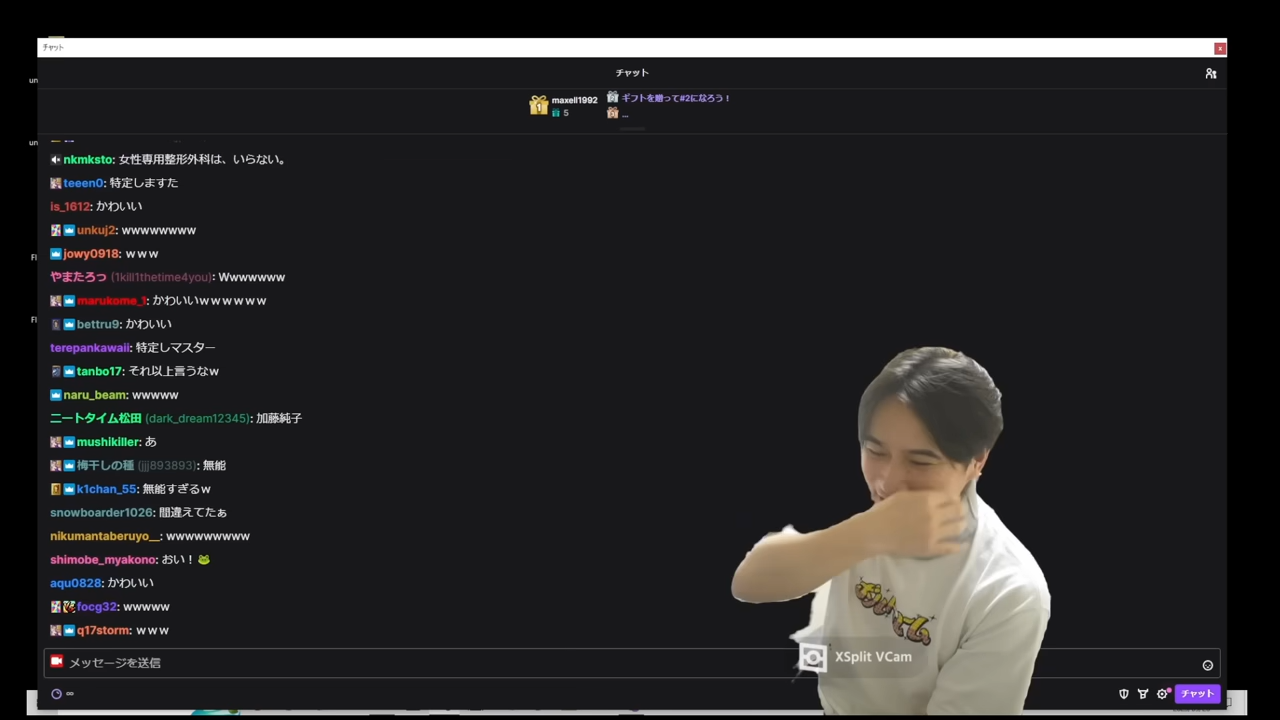 チャット
チャット
maxell1992
5
ギフトを贈って#2になろう！
...
nkmksto: 女性専用整形外科は、いらない。
teeen0: 特定しますた
is_1612: かわいい
unkuj2: wwwwwwww
jowy0918: ｗｗｗ
やまたろっ (1kill1thetime4you): Wwwwwww
marukome_1: かわいいｗｗｗｗｗｗ
bettru9: かわいい
terepankawaii: 特定しマスター
tanbo17: それ以上言うなｗ
naru_beam: wwwww
ニートタイム松田 (dark_dream12345): 加藤純子
mushikiller: あ
梅干しの種 (jjj893893): 無能
k1chan_55: 無能すぎるｗ
snowboarder1026: 間違えてたぁ
nikumantaberuyo__: wwwwwwwww
shimobe_myakono: おい！🐸
aqu0828: かわいい
focg32: wwwww
q17storm: ｗｗｗ
メッセージを送信
XSplit VCam
チャット